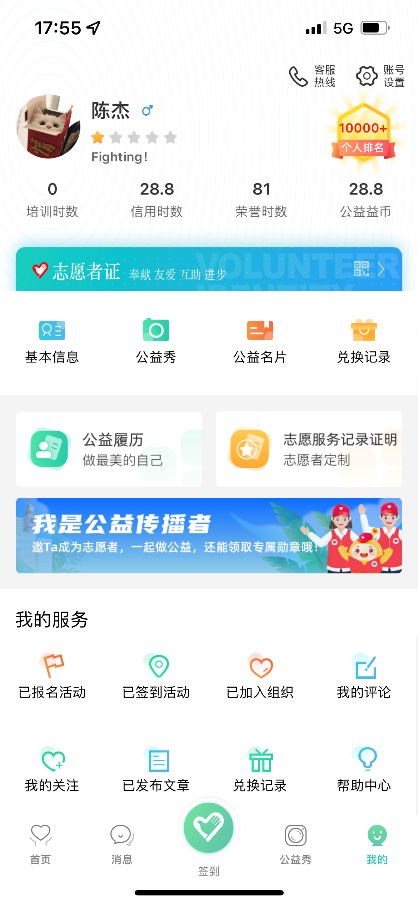 17:55
5G
客服
热线
账号
设置
陈杰
Fighting!
10000+
个人排名
0 28.8 81 28.8
培训时数 信用时数 荣誉时数 公益益币
志愿者证 奉献 友爱 互助 进步
VOLUNTEER
IDENTITY
基本信息 公益秀 公益名片 兑换记录
公益履历
做最美的自己
志愿服务记录证明
志愿者定制
我是公益传播者
邀Ta成为志愿者，一起做公益，还能领取专属勋章哦!
我的服务
已报名活动 已签到活动 已加入组织 我的评论
我的关注 已发布文章 兑换记录 帮助中心
首页 消息 签到 公益秀 我的